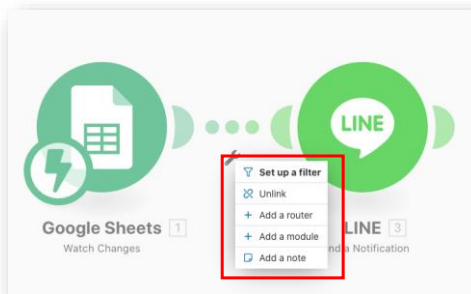 LINE
Set up a filter
Unlink
Add a router
Add a module
Add a note
Google Sheets 1
Watch Changes
LINE 3
nd a Notification